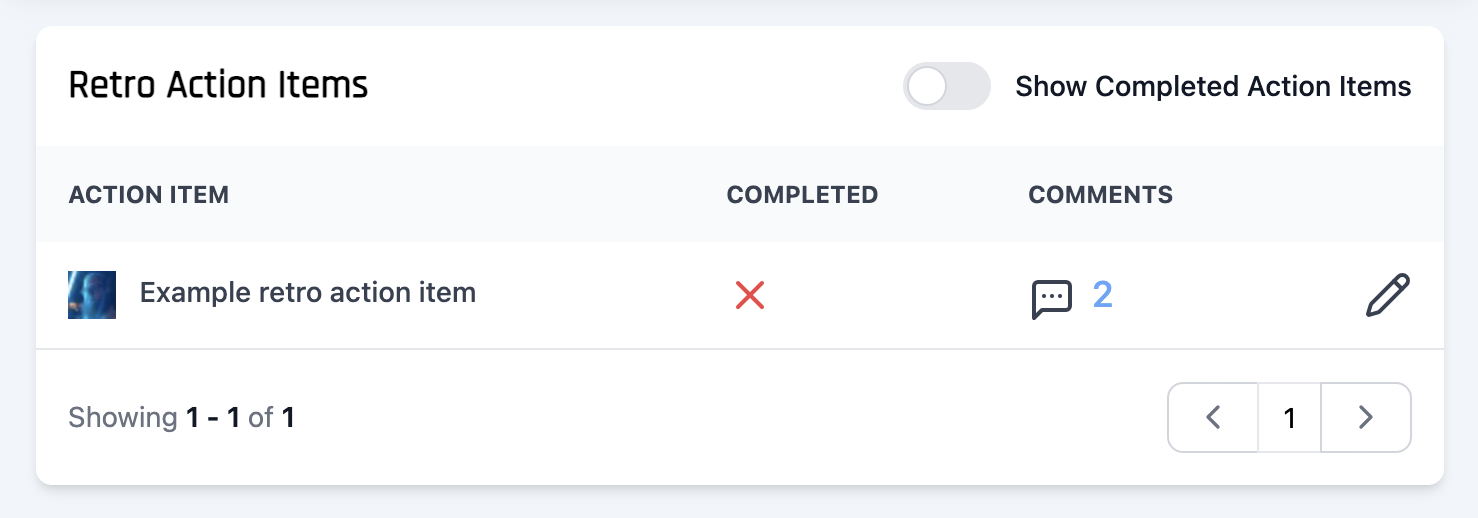 Retro Action Items
Show Completed Action Items
ACTION ITEM COMPLETED COMMENTS
Example retro action item 2
Showing 1 - 1 of 1
1